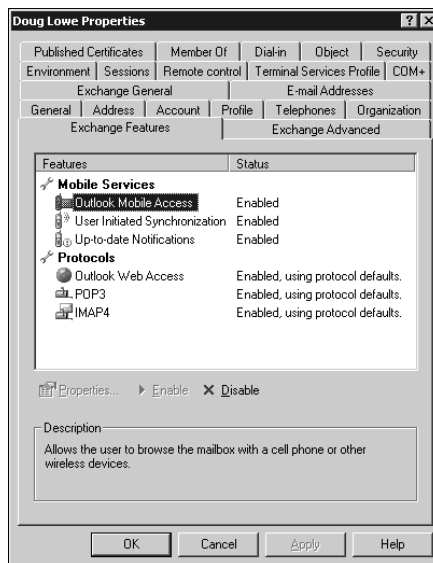 Doug Lowe Properties
Published Certificates Member Of Dial-in Object Security
Environment Sessions Remote control Terminal Services Profile COM+
Exchange General E-mail Addresses
General Address Account Profile Telephones Organization
Exchange Features Exchange Advanced
Features Status
Mobile Services
Outlook Mobile Access Enabled
User Initiated Synchronization Enabled
Up-to-date Notifications Enabled
Protocols
Outlook Web Access Enabled, using protocol defaults.
POP3 Enabled, using protocol defaults.
IMAP4 Enabled, using protocol defaults.
Properties... Enable Disable
Description
Allows the user to browse the mailbox with a cell phone or other
wireless devices.
OK Cancel Apply Help